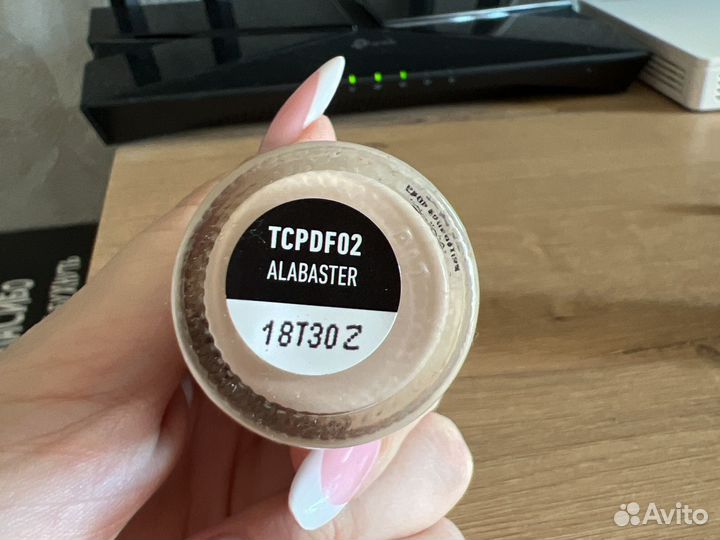 TCPDF02
ALABASTER
18T30Z
Avito